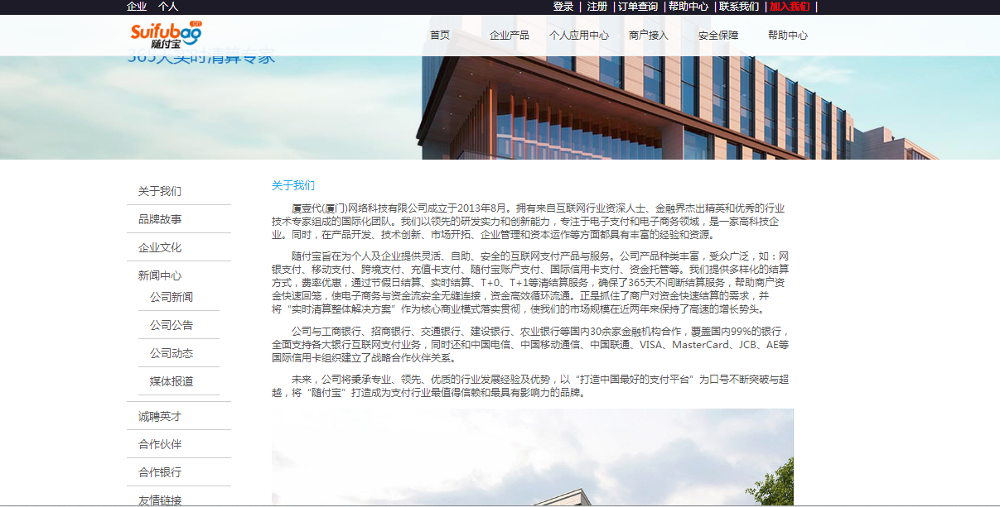 企业 个人
登录 | 注册 |订单查询 |帮助中心 |联系我们 |加入我们 |
Suifubao.cn
随付宝
首页 企业产品 个人应用中心 商户接入 安全保障 帮助中心
365天实时清算专家
关于我们
品牌故事
企业文化
新闻中心
公司新闻
公司公告
公司动态
媒体报道
诚聘英才
合作伙伴
合作银行
友情链接
关于我们
厦壹代(厦门)网络科技有限公司成立于2013年8月。拥有来自互联网行业资深人士、金融界杰出精英和优秀的行业
技术专家组成的国际化团队。我们以领先的研发实力和创新能力，专注于电子支付和电子商务领域，是一家高科技企
业。同时，在产品开发、技术创新、市场开拓、企业管理和资本运作等方面都具有丰富的经验和资源。
随付宝旨在为个人及企业提供灵活、自助、安全的互联网支付产品与服务。公司产品种类丰富，受众广泛，如：网
银支付、移动支付、跨境支付、充值卡支付、随付宝账户支付、国际信用卡支付、资金托管等。我们提供多样化的结算
方式，费率优惠，通过节假日结算、实时结算、T+0、T+1等清结算服务，确保了365天不间断结算服务，帮助商户资
金快速回笼，使电子商务与资金流安全无缝连接，资金高效循环流通。正是抓住了商户对资金快速结算的需求，并
将“实时清算整体解决方案”作为核心商业模式落实贯彻，使我们的市场规模在近两年来保持了高速的增长势头。
公司与工商银行、招商银行、交通银行、建设银行、农业银行等国内30余家金融机构合作，覆盖国内99%的银行，
全面支持各大银行互联网支付业务，同时还和中国电信、中国移动通信、中国联通、VISA、MasterCard、JCB、AE等
国际信用卡组织建立了战略合作伙伴关系。
未来，公司将秉承专业、领先、优质的行业发展经验及优势，以“打造中国最好的支付平台”为口号不断突破与超
越，将“随付宝”打造成为支付行业最值得信赖和最具有影响力的品牌。